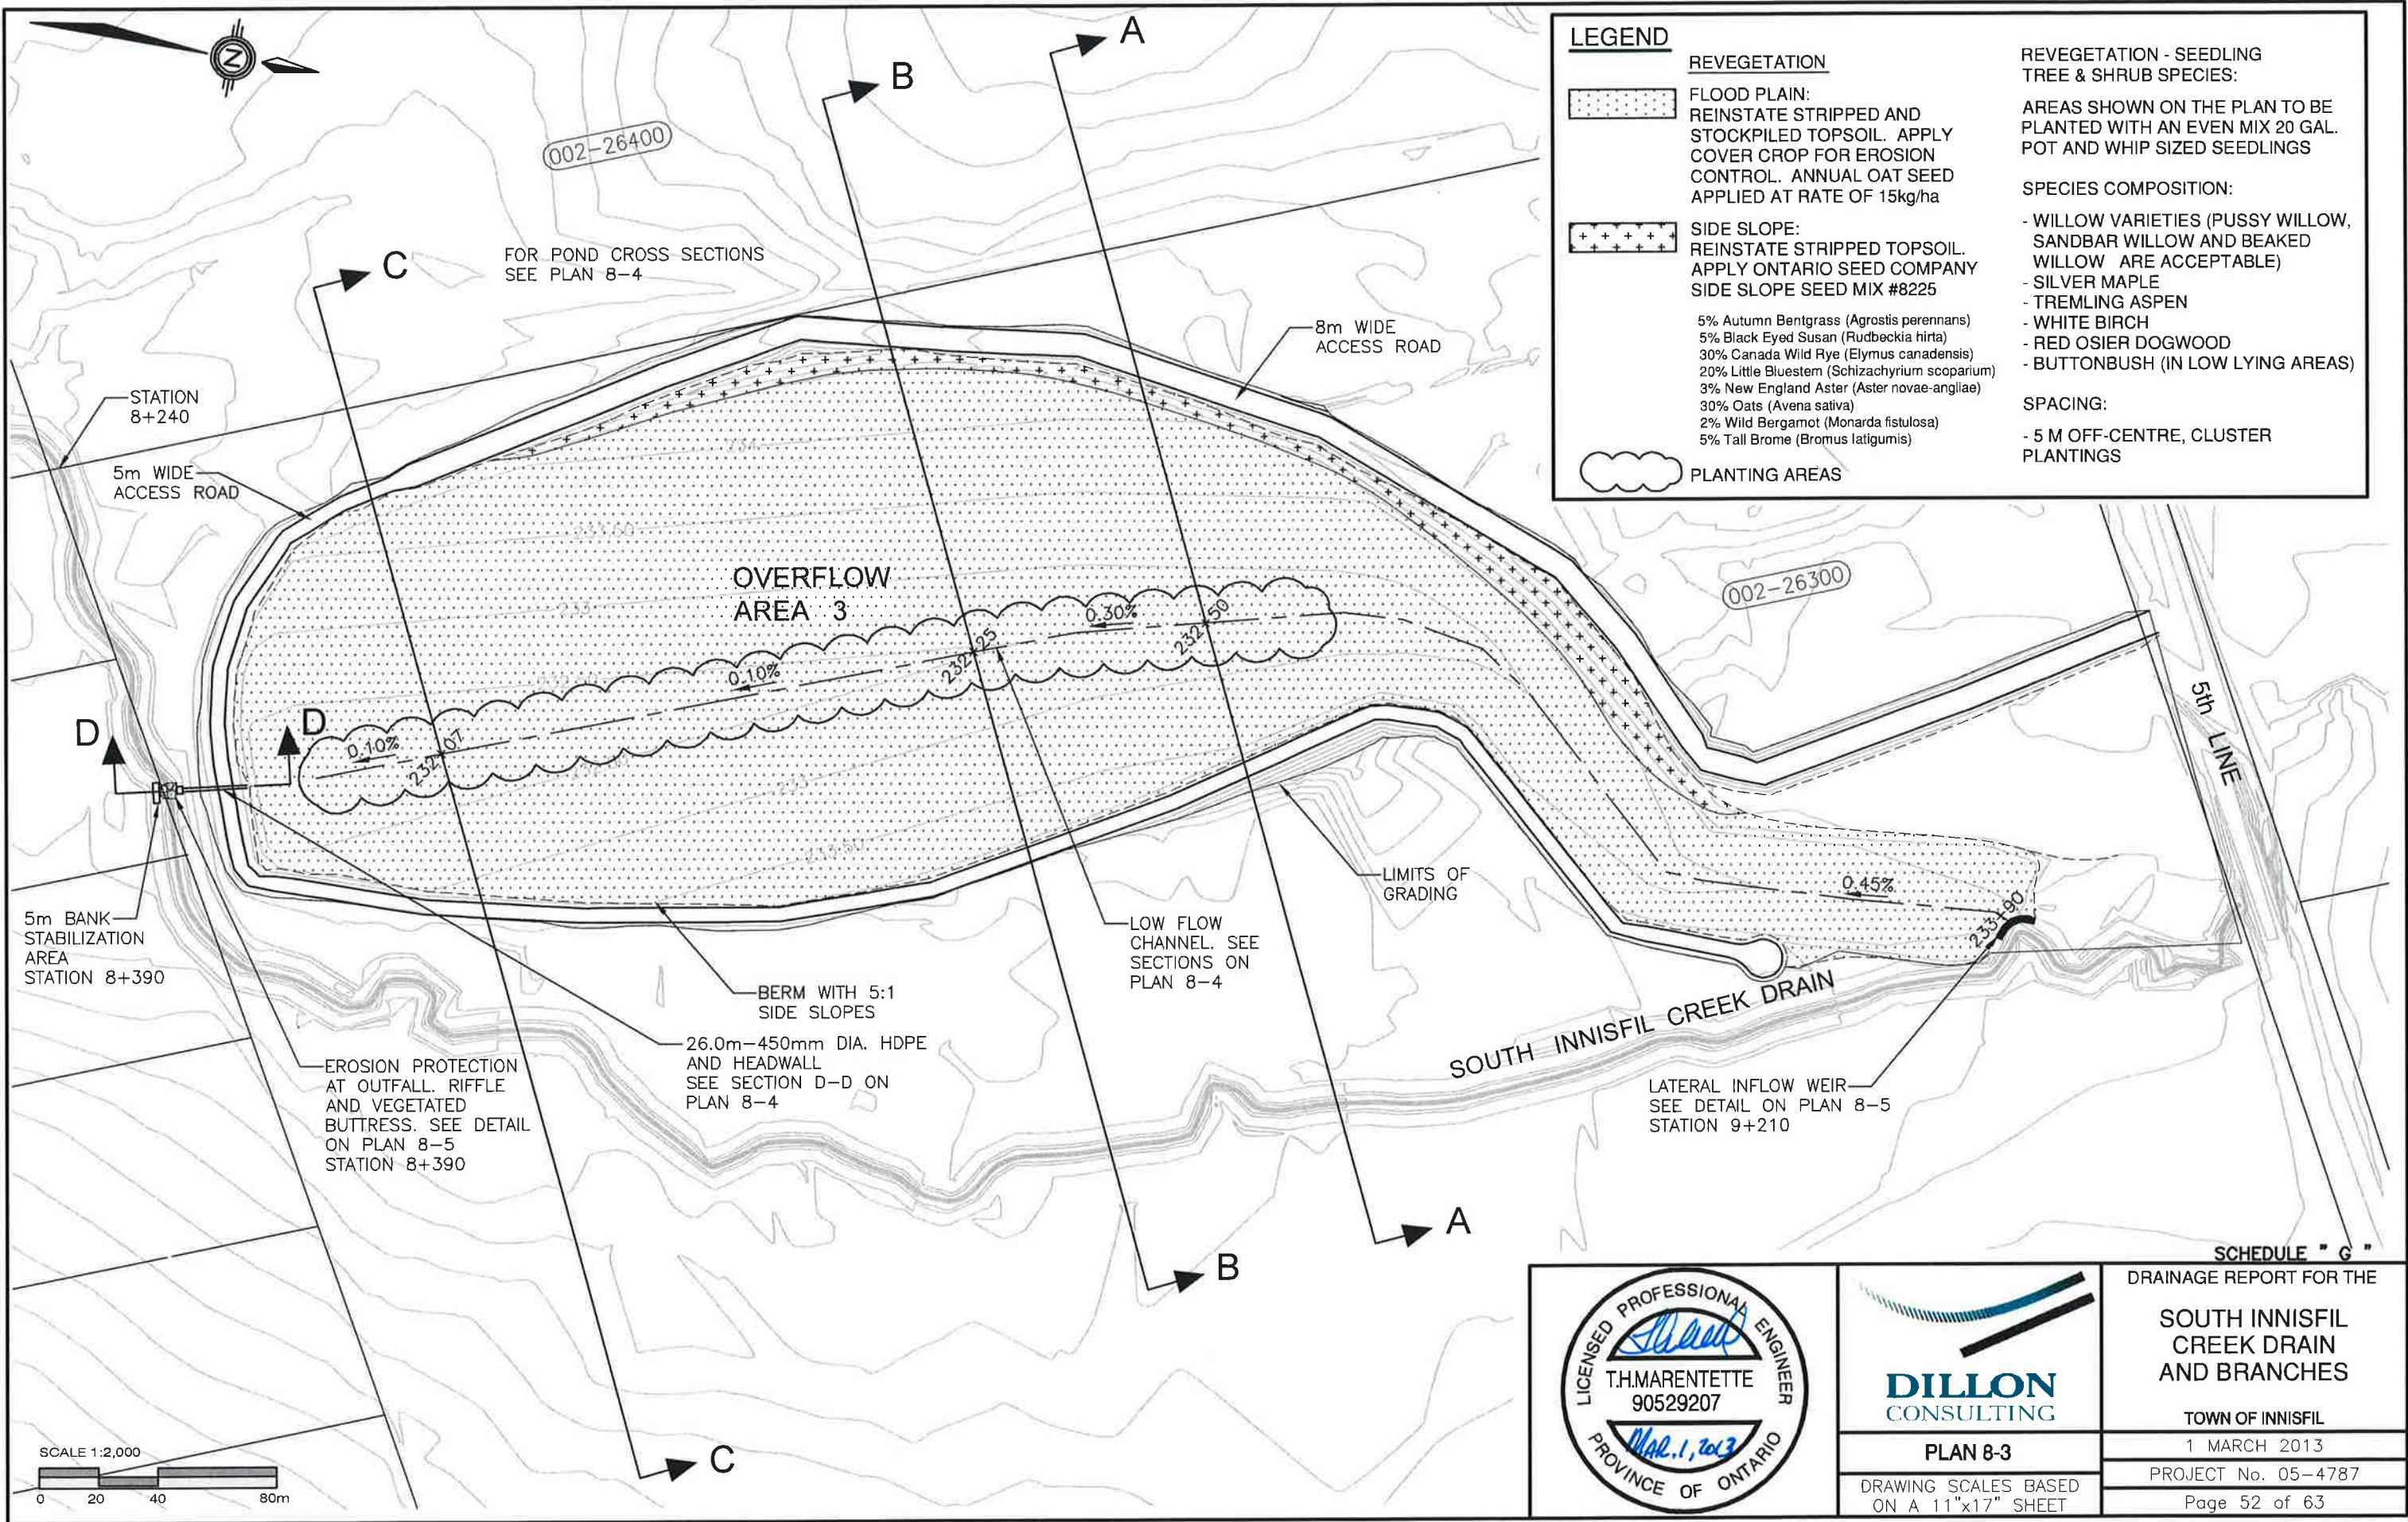 LEGEND
REVEGETATION
FLOOD PLAIN:
REINSTATE STRIPPED AND
STOCKPILED TOPSOIL. APPLY
COVER CROP FOR EROSION
CONTROL. ANNUAL OAT SEED
APPLIED AT RATE OF 15kg/ha
SIDE SLOPE:
REINSTATE STRIPPED TOPSOIL.
APPLY ONTARIO SEED COMPANY
SIDE SLOPE SEED MIX #8225
5% Autumn Bentgrass (Agrostis perennans)
5% Black Eyed Susan (Rudbeckia hirta)
30% Canada Wild Rye (Elymus canadensis)
20% Little Bluestem (Schizachyrium scoparium)
3% New England Aster (Aster novae-angliae)
30% Oats (Avena sativa)
2% Wild Bergamot (Monarda fistulosa)
5% Tall Brome (Bromus latigumis)
PLANTING AREAS
REVEGETATION - SEEDLING
TREE & SHRUB SPECIES:
AREAS SHOWN ON THE PLAN TO BE
PLANTED WITH AN EVEN MIX 20 GAL.
POT AND WHIP SIZED SEEDLINGS
SPECIES COMPOSITION:
- WILLOW VARIETIES (PUSSY WILLOW,
SANDBAR WILLOW AND BEAKED
WILLOW ARE ACCEPTABLE)
- SILVER MAPLE
- TREMLING ASPEN
- WHITE BIRCH
- RED OSIER DOGWOOD
- BUTTONBUSH (IN LOW LYING AREAS)
SPACING:
- 5 M OFF-CENTRE, CLUSTER
PLANTINGS
Z
A
B
C
002-26400
FOR POND CROSS SECTIONS
SEE PLAN 8-4
8m WIDE
ACCESS ROAD
STATION
8+240
5m WIDE
ACCESS ROAD
234
233.60
233
OVERFLOW
AREA 3
002-26300
0.30%
232+50
232+25
0.10%
0.10%
232+07
233
233.50
D
D
5th LINE
LIMITS OF
GRADING
0.45%
233+90
5m BANK
STABILIZATION
AREA
STATION 8+390
LOW FLOW
CHANNEL. SEE
SECTIONS ON
PLAN 8-4
BERM WITH 5:1
SIDE SLOPES
26.0m-450mm DIA. HDPE
AND HEADWALL
SEE SECTION D-D ON
PLAN 8-4
EROSION PROTECTION
AT OUTFALL. RIFFLE
AND VEGETATED
BUTTRESS. SEE DETAIL
ON PLAN 8-5
STATION 8+390
SOUTH INNISFIL CREEK DRAIN
LATERAL INFLOW WEIR
SEE DETAIL ON PLAN 8-5
STATION 9+210
A
B
C
SCALE 1:2,000
0 20 40 80m
LICENSED PROFESSIONAL ENGINEER
T.H.MARENTETTE
90529207
MAR. 1, 2013
PROVINCE OF ONTARIO
DILLON
CONSULTING
PLAN 8-3
DRAWING SCALES BASED
ON A 11"x17" SHEET
SCHEDULE " G "
DRAINAGE REPORT FOR THE
SOUTH INNISFIL
CREEK DRAIN
AND BRANCHES
TOWN OF INNISFIL
1 MARCH 2013
PROJECT No. 05-4787
Page 52 of 63